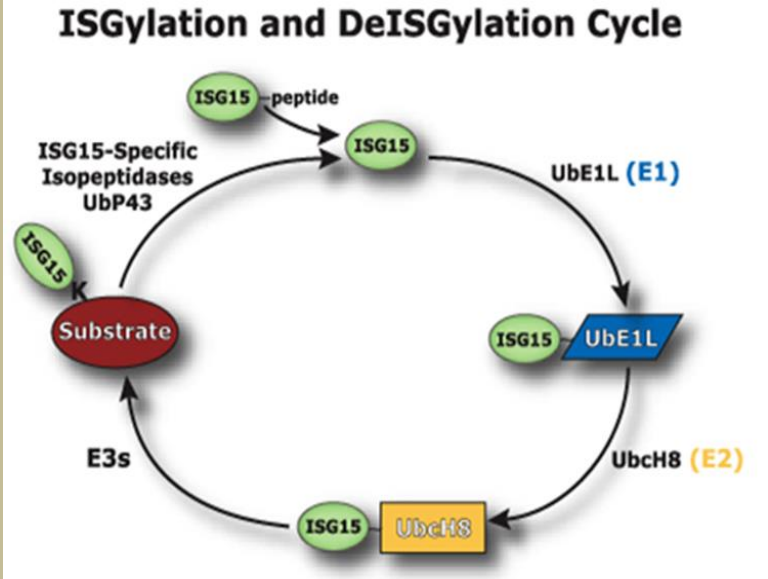 ISGylation and DeISGylation Cycle
ISG15 peptide
ISG15
ISG15-Specific
Isopeptidases
UbP43
UbE1L (E1)
ISG15
K
Substrate
ISG15 UbE1L
E3s
UbcH8 (E2)
ISG15 UbcH8